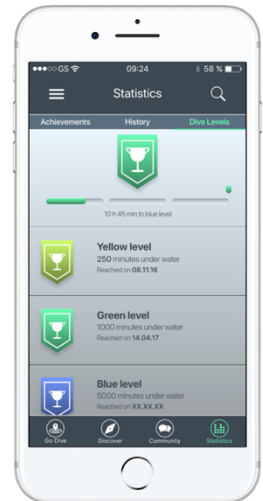 GS 09:24 58 %
Statistics
Achievements History Dive Levels
10 h 45 min to blue level
Yellow level
250 minutes under water
Reached on 08.11.16
Green level
1000 minutes under water
Reached on 14.04.17
Blue level
5000 minutes under water
Reached on XX.XX.XX
Go Dive Discover Community Statistics